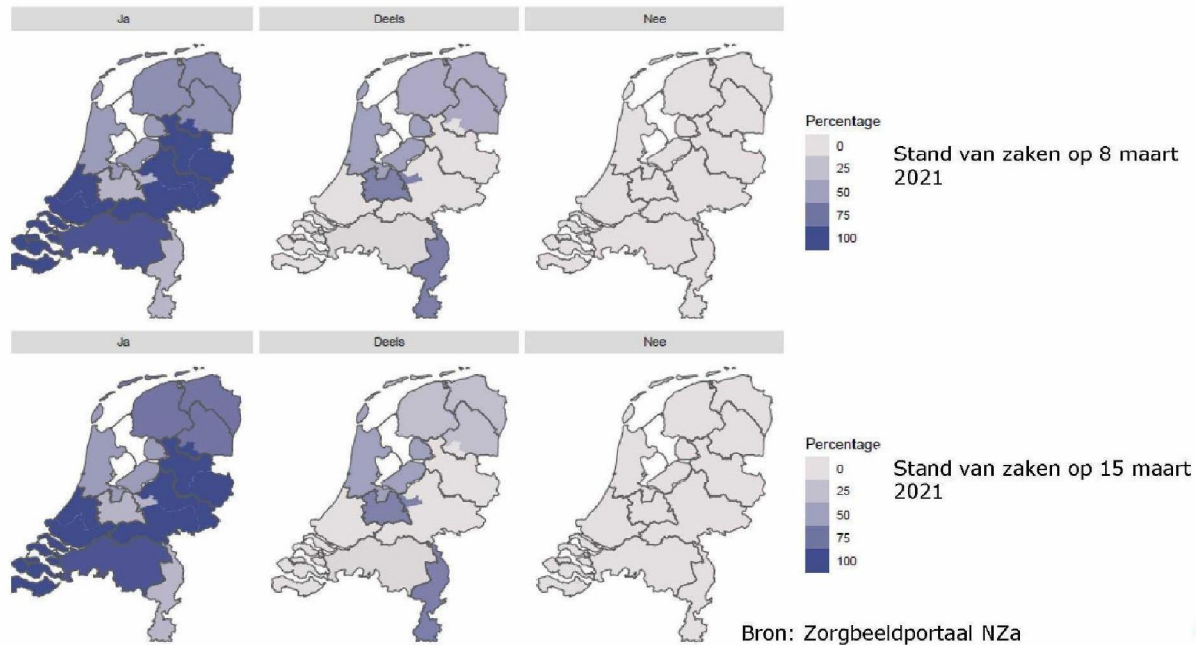 Ja
Deels
Nee
Percentage
0
25
50
75
100
Stand van zaken op 8 maart
2021
Ja
Deels
Nee
Percentage
0
25
50
75
100
Stand van zaken op 15 maart
2021
Bron: Zorgbeeldportaal NZa